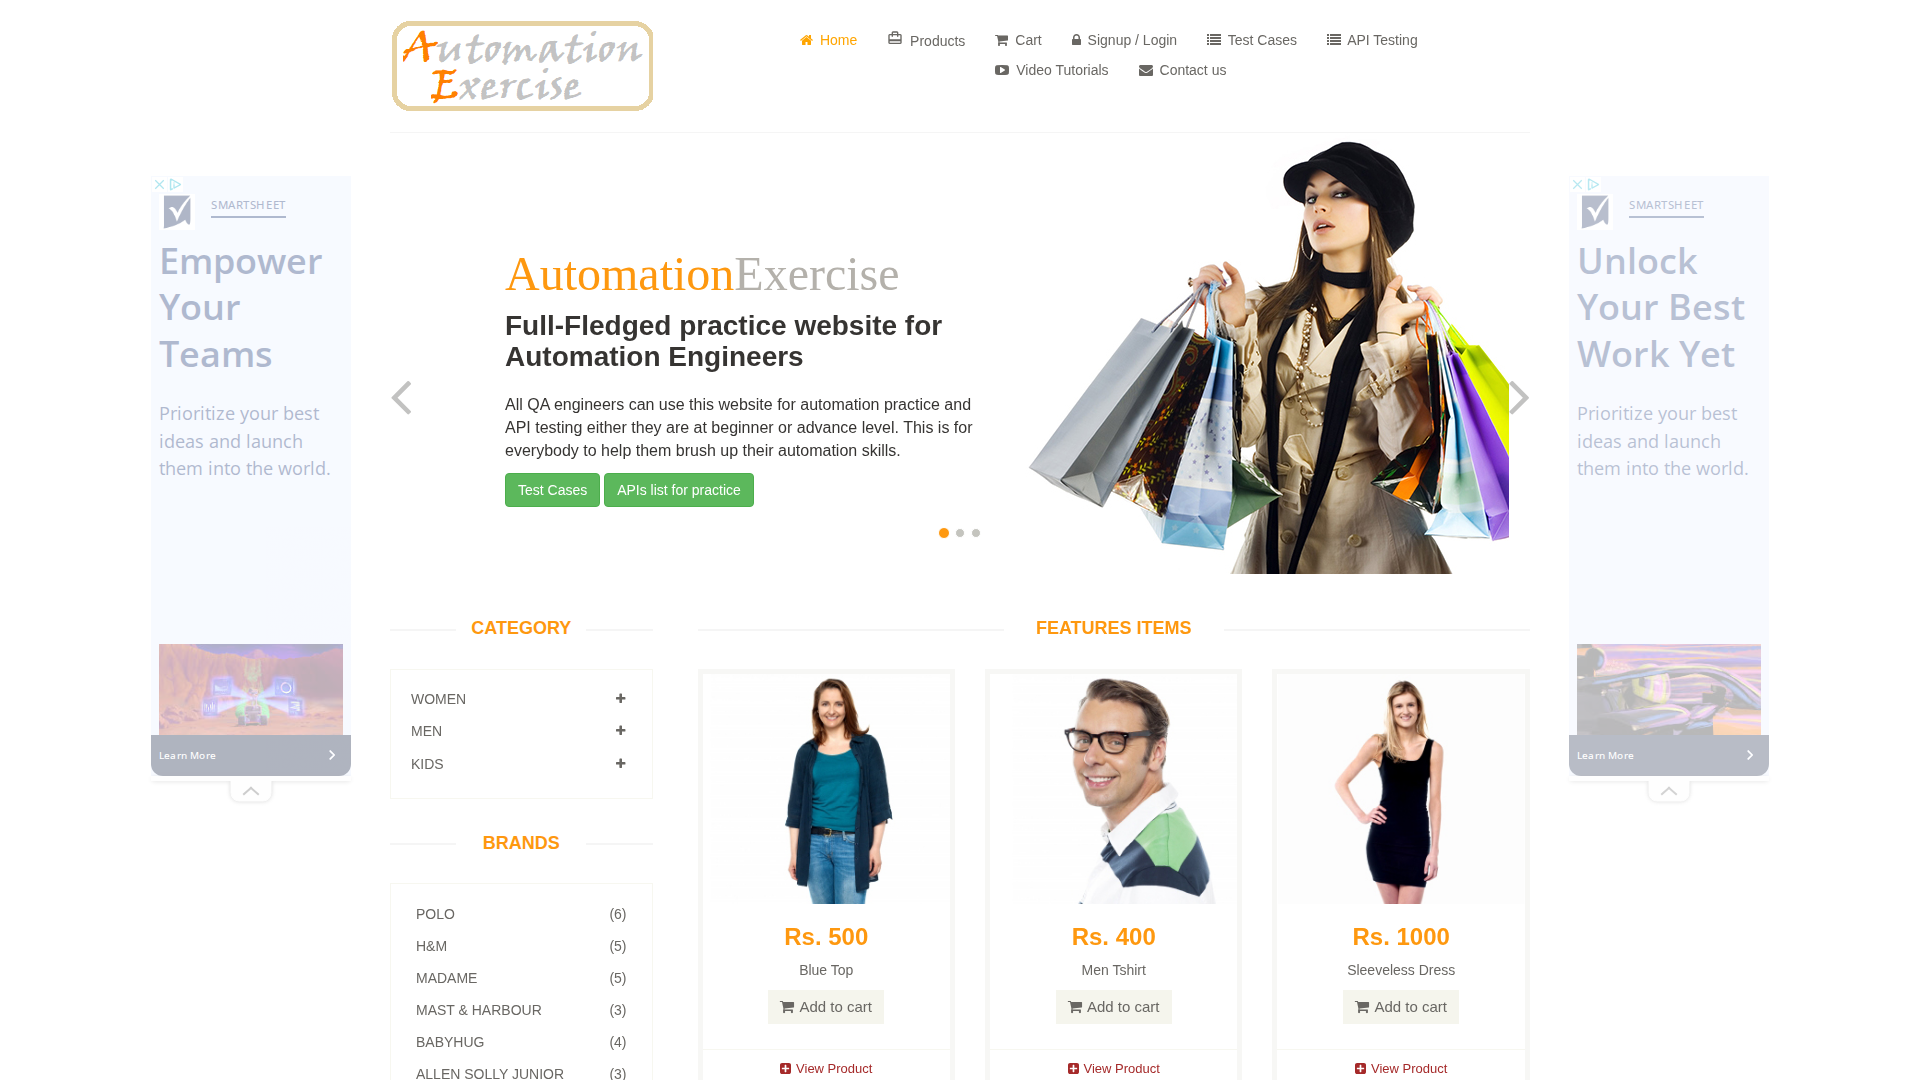 Automation
Exercise
Home
Products
Cart
Signup / Login
Test Cases
API Testing
Video Tutorials
Contact us
SMARTSHEET
Empower
Your
Teams
Prioritize your best
ideas and launch
them into the world.
Learn More
AutomationExercise
Full-Fledged practice website for
Automation Engineers
All QA engineers can use this website for automation practice and
API testing either they are at beginner or advance level. This is for
everybody to help them brush up their automation skills.
Test Cases
APIs list for practice
SMARTSHEET
Unlock
Your Best
Work Yet
Prioritize your best
ideas and launch
them into the world.
Learn More
CATEGORY
WOMEN
MEN
KIDS
BRANDS
POLO (6)
H&M (5)
MADAME (5)
MAST & HARBOUR (3)
BABYHUG (4)
ALLEN SOLLY JUNIOR (3)
FEATURES ITEMS
Rs. 500
Blue Top
Add to cart
View Product
Rs. 400
Men Tshirt
Add to cart
View Product
Rs. 1000
Sleeveless Dress
Add to cart
View Product